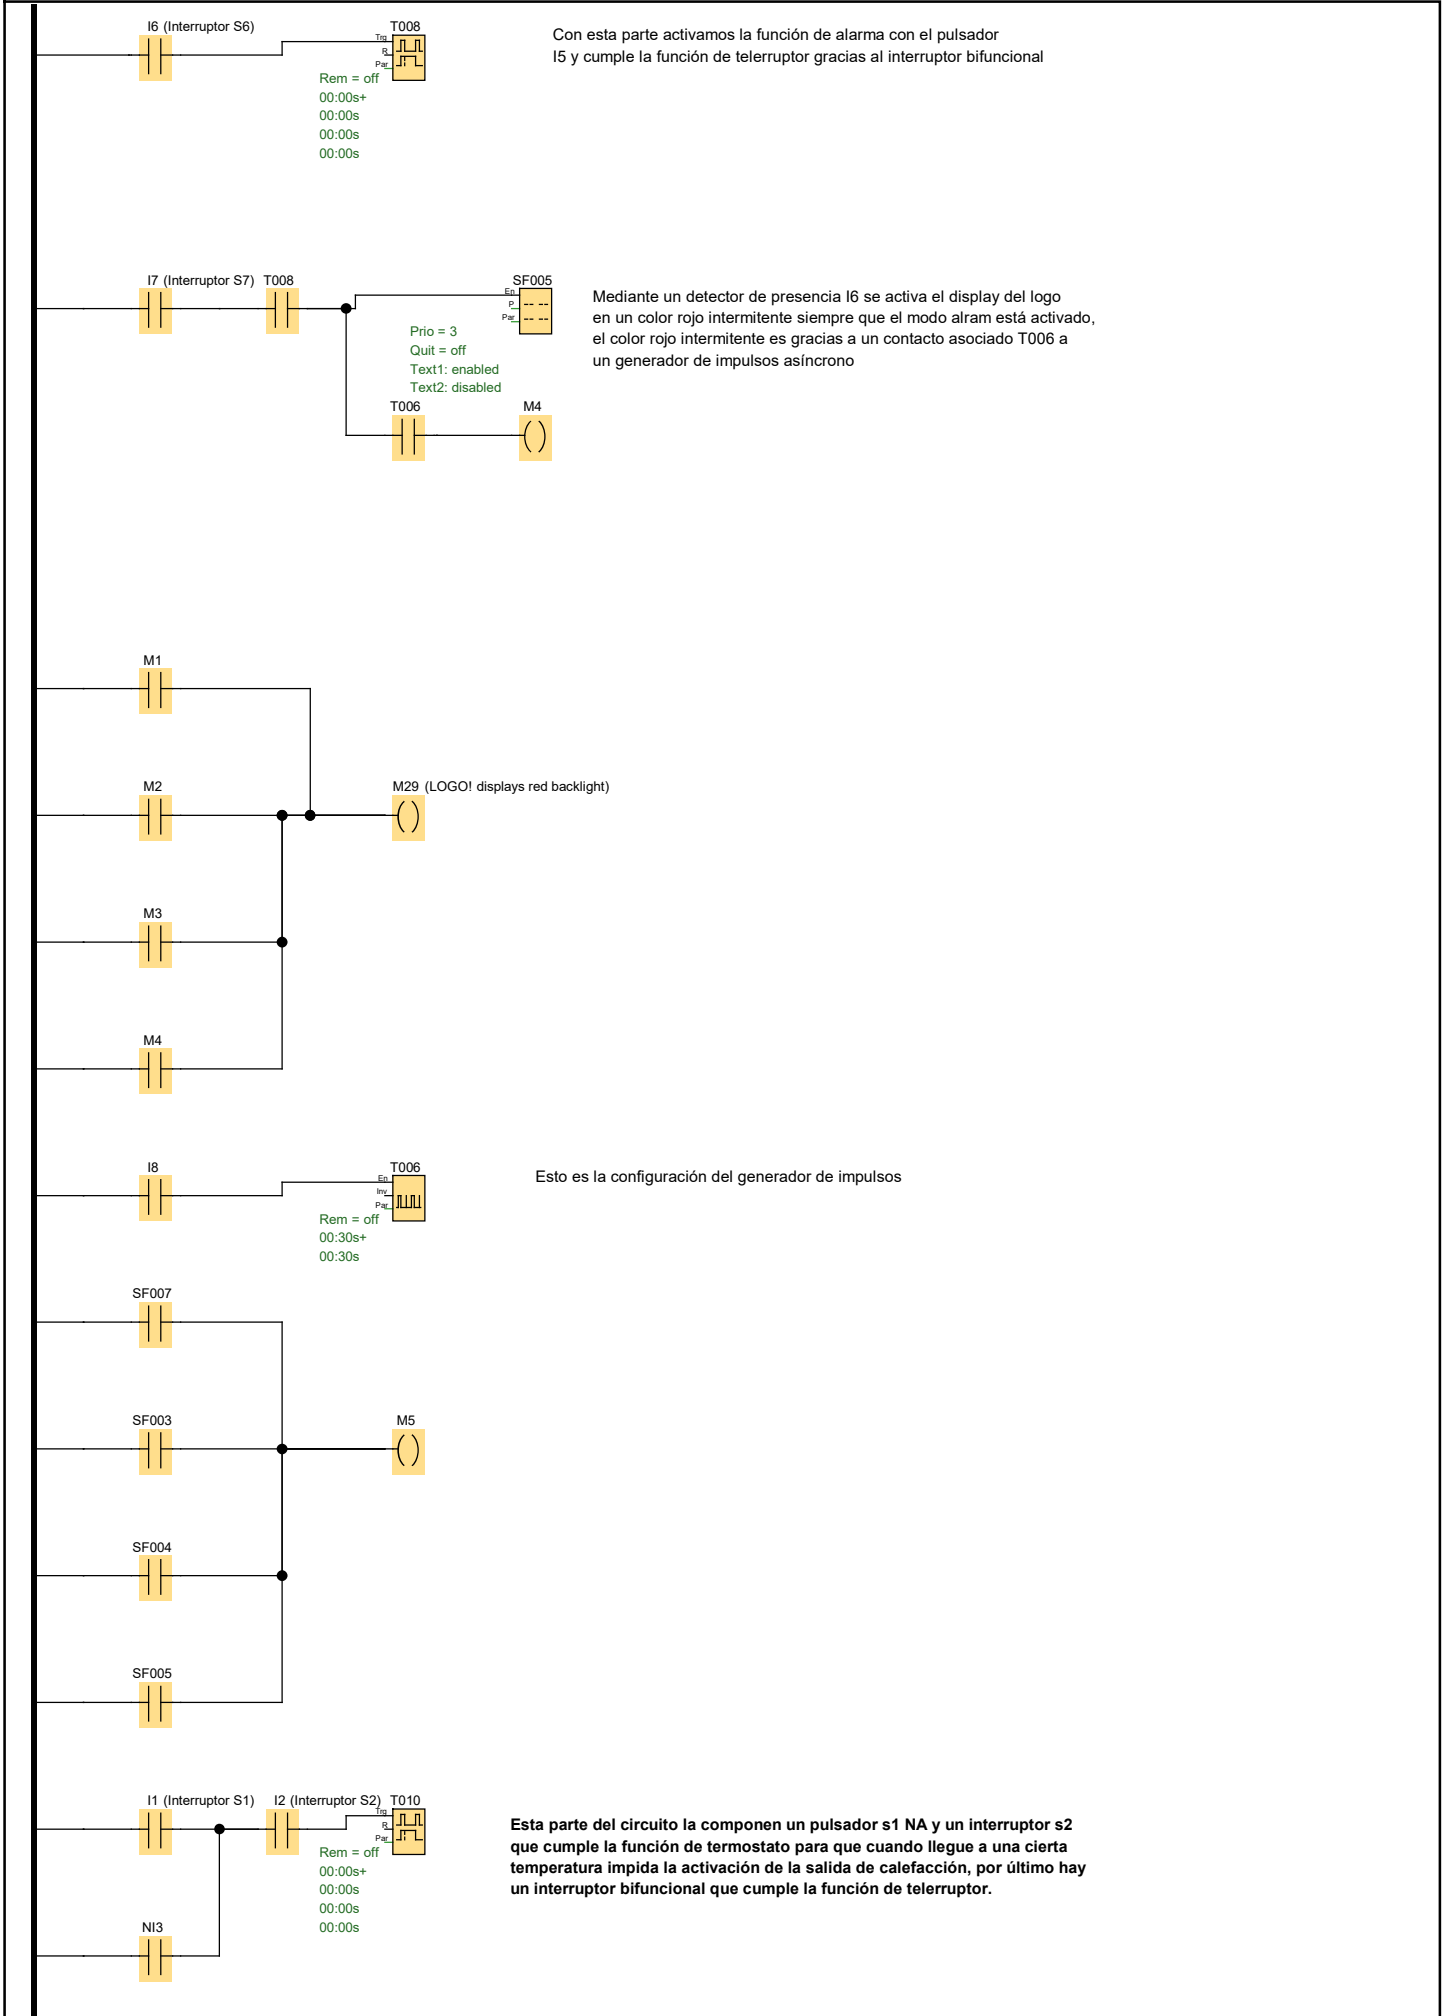 I6 (Interruptor S6)
T008
Trg
R
Par
Rem = off
00:00s+
00:00s
00:00s
00:00s
Con esta parte activamos la función de alarma con el pulsador
I5 y cumple la función de telerruptor gracias al interruptor bifuncional
I7 (Interruptor S7)
T008
SF005
En
P
Par
Prio = 3
Quit = off
Text1: enabled
Text2: disabled
Mediante un detector de presencia I6 se activa el display del logo
en un color rojo intermitente siempre que el modo alram está activado,
el color rojo intermitente es gracias a un contacto asociado T006 a
un generador de impulsos asíncrono
T006
M4
M1
M2
M29 (LOGO! displays red backlight)
M3
M4
I8
T006
En
Inv
Par
Rem = off
00:30s+
00:30s
Esto es la configuración del generador de impulsos
SF007
SF003
M5
SF004
SF005
I1 (Interruptor S1)
I2 (Interruptor S2)
T010
Trg
R
Par
Rem = off
00:00s+
00:00s
00:00s
00:00s
Esta parte del circuito la componen un pulsador s1 NA y un interruptor s2
que cumple la función de termostato para que cuando llegue a una cierta
temperatura impida la activación de la salida de calefacción, por último hay
un interruptor bifuncional que cumple la función de telerruptor.
NI3